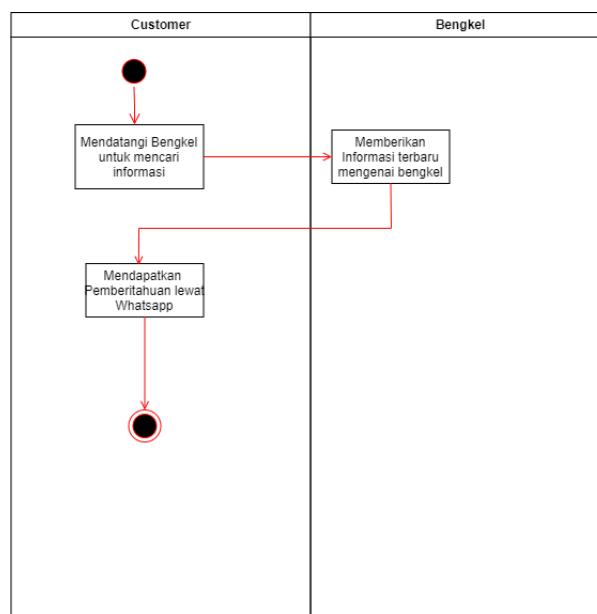 Customer
Bengkel
Mendatangi Bengkel
untuk mencari
informasi
Memberikan
Informasi terbaru
mengenai bengkel
Mendapatkan
Pemberitahuan lewat
Whatsapp